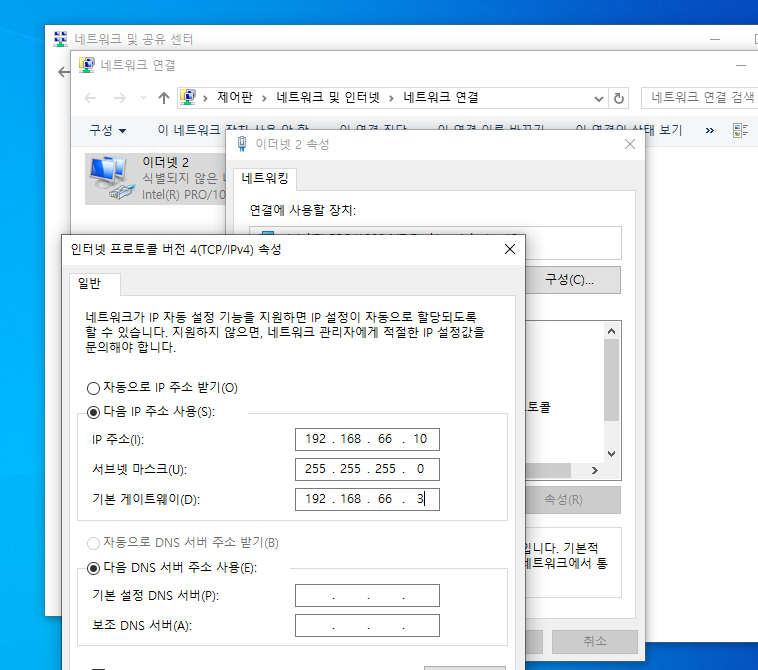 네트워크 및 공유 센터
네트워크 연결
제어판 > 네트워크 및 인터넷 > 네트워크 연결
네트워크 연결 검색
구성
이 네트워크 장치 사용 안 함
이 연결 진단
이 연결 이름 바꾸기
이 연결의 상태 보기
»
이더넷 2
식별되지 않은
Intel(R) PRO/10
이더넷 2 속성
네트워킹
연결에 사용할 장치:
구성(C)...
토콜
속성(R)
입니다. 기본적
네트워크에서 통
취소
인터넷 프로토콜 버전 4(TCP/IPv4) 속성
일반
네트워크가 IP 자동 설정 기능을 지원하면 IP 설정이 자동으로 할당되도록
할 수 있습니다. 지원하지 않으면, 네트워크 관리자에게 적절한 IP 설정값을
문의해야 합니다.
자동으로 IP 주소 받기(O)
다음 IP 주소 사용(S):
IP 주소(I): 192 . 168 . 66 . 10
서브넷 마스크(U): 255 . 255 . 255 . 0
기본 게이트웨이(D): 192 . 168 . 66 . 3
자동으로 DNS 서버 주소 받기(B)
다음 DNS 서버 주소 사용(E):
기본 설정 DNS 서버(P): . . .
보조 DNS 서버(A): . . .